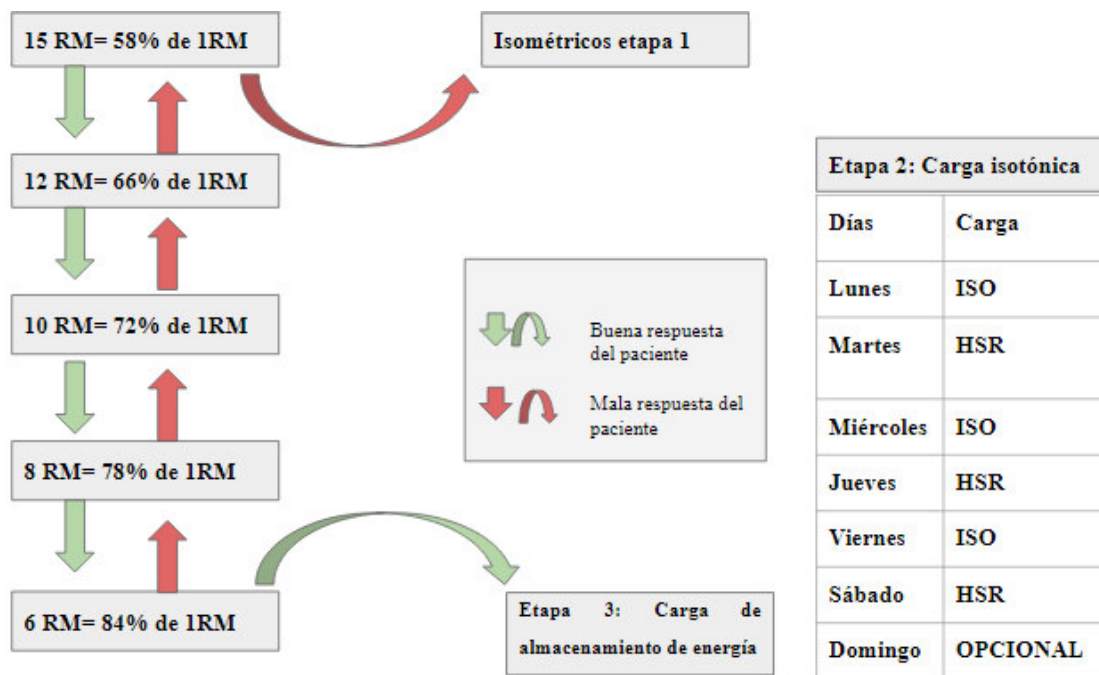 15 RM= 58% de 1RM
Isométricos etapa 1
12 RM= 66% de 1RM
10 RM= 72% de 1RM
8 RM= 78% de 1RM
6 RM= 84% de 1RM
Buena respuesta
del paciente
Mala respuesta del
paciente
Etapa 3: Carga de
almacenamiento de energía
Etapa 2: Carga isotónica
Días Carga
Lunes ISO
Martes HSR
Miércoles ISO
Jueves HSR
Viernes ISO
Sábado HSR
Domingo OPCIONAL